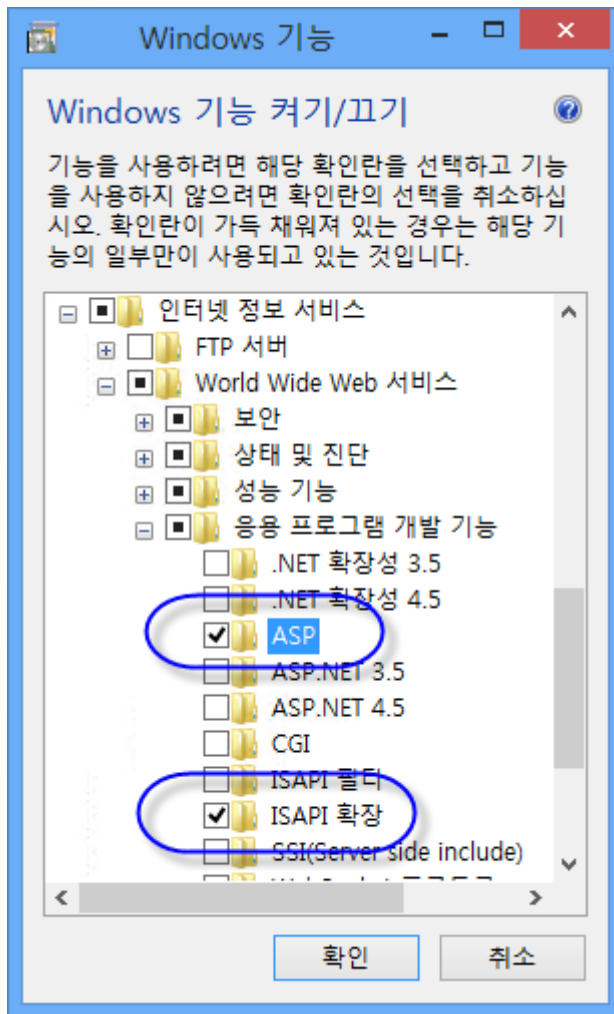 Windows 기능
Windows 기능 켜기/끄기
기능을 사용하려면 해당 확인란을 선택하고 기능
을 사용하지 않으려면 확인란의 선택을 취소하십
시오. 확인란이 가득 채워져 있는 경우는 해당 기
능의 일부만이 사용되고 있는 것입니다.
인터넷 정보 서비스
FTP 서버
World Wide Web 서비스
보안
상태 및 진단
성능 기능
응용 프로그램 개발 기능
.NET 확장성 3.5
.NET 확장성 4.5
ASP
ASP.NET 3.5
ASP.NET 4.5
CGI
ISAPI 필터
ISAPI 확장
SSI(Server side include)
확인
취소